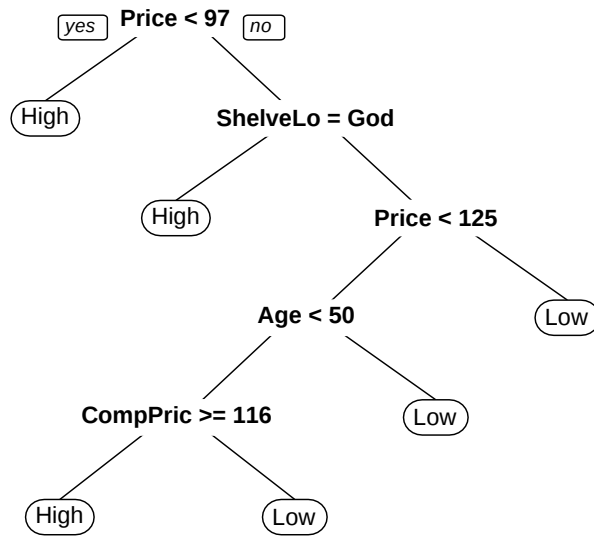 yes Price < 97 no
High
ShelveLo = God
High
Price < 125
Age < 50
Low
CompPric >= 116
Low
High
Low